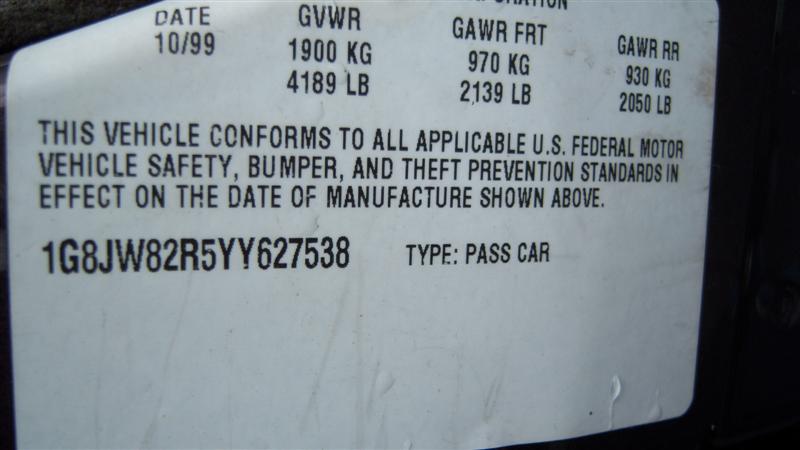 DATE GVWR GAWR FRT GAWR RR
10/99 1900 KG 970 KG 930 KG
4189 LB 2139 LB 2050 LB
THIS VEHICLE CONFORMS TO ALL APPLICABLE U.S. FEDERAL MOTOR
VEHICLE SAFETY, BUMPER, AND THEFT PREVENTION STANDARDS IN
EFFECT ON THE DATE OF MANUFACTURE SHOWN ABOVE.
1G8JW82R5YY627538 TYPE: PASS CAR